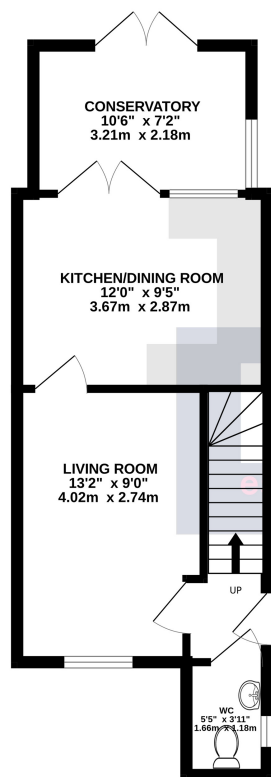 CONSERVATORY
10'6" x 7'2"
3.21m x 2.18m
KITCHEN/DINING ROOM
12'0" x 9'5"
3.67m x 2.87m
LIVING ROOM
13'2" x 9'0"
4.02m x 2.74m
UP
WC
5'5" x 3'11"
1.66m x 1.18m